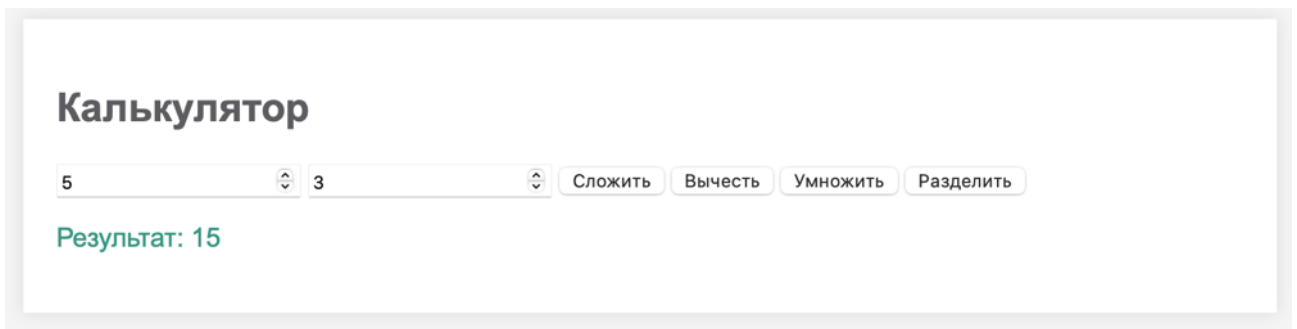 Калькулятор
5 3 Сложить Вычесть Умножить Разделить
Результат: 15